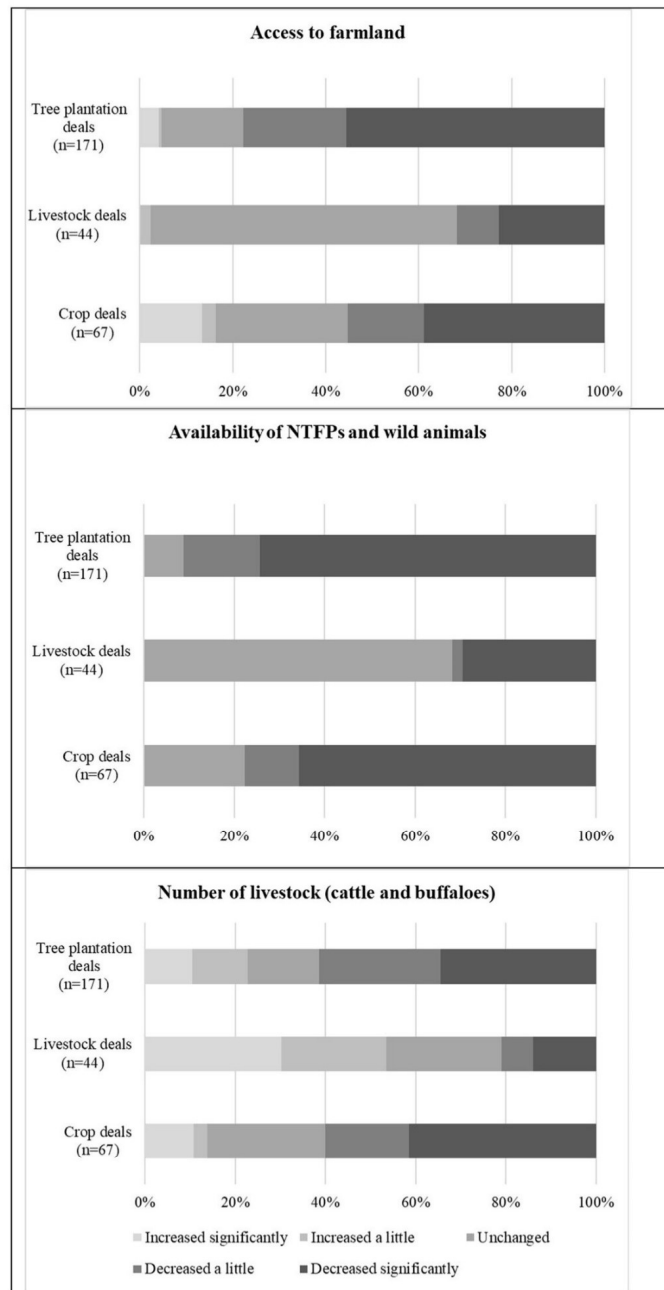 Access to farmland
Tree plantation
deals
(n=171)
Livestock deals
(n=44)
Crop deals
(n=67)
0% 20% 40% 60% 80% 100%
Availability of NTFPs and wild animals
Tree plantation
deals
(n=171)
Livestock deals
(n=44)
Crop deals
(n=67)
0% 20% 40% 60% 80% 100%
Number of livestock (cattle and buffaloes)
Tree plantation
deals
(n=171)
Livestock deals
(n=44)
Crop deals
(n=67)
0% 20% 40% 60% 80% 100%
Increased significantly Increased a little Unchanged
Decreased a little Decreased significantly